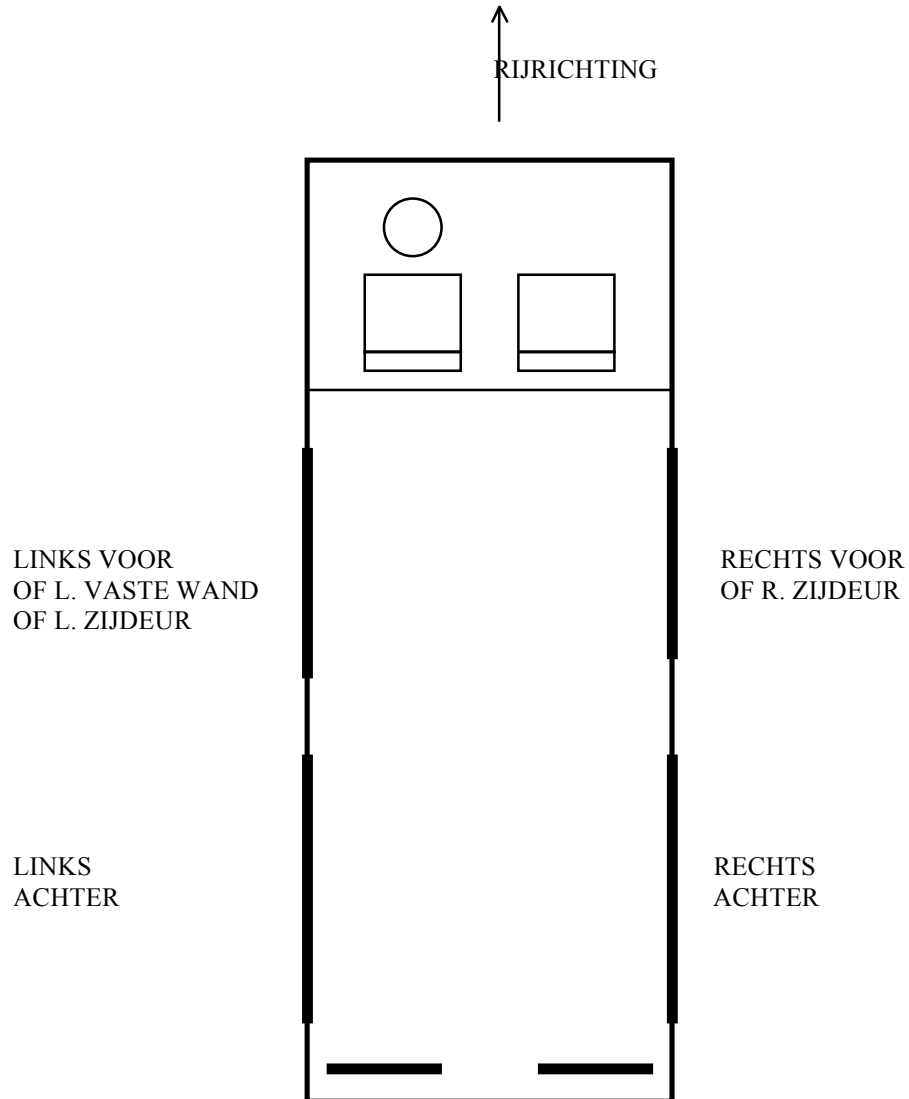 RIJRICHTING
LINKS VOOR
OF L. VASTE WAND
OF L. ZIJDEUR
RECHTS VOOR
OF R. ZIJDEUR
LINKS
ACHTER
RECHTS
ACHTER